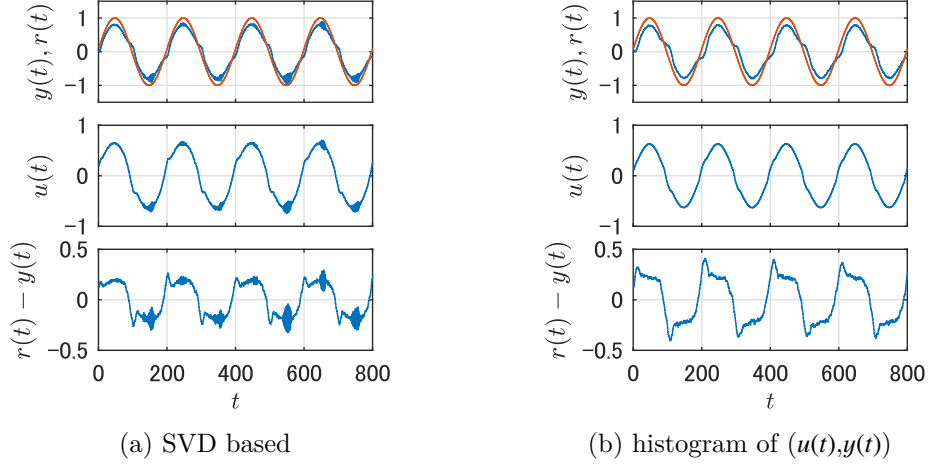 y(t), r(t)
1
0
−1
u(t)
1
0
−1
r(t) − y(t)
0.5
0
−0.5
0 200 400 600 800
t
(a) SVD based
y(t), r(t)
1
0
−1
u(t)
1
0
−1
r(t) − y(t)
0.5
0
−0.5
0 200 400 600 800
t
(b) histogram of (u(t),y(t))